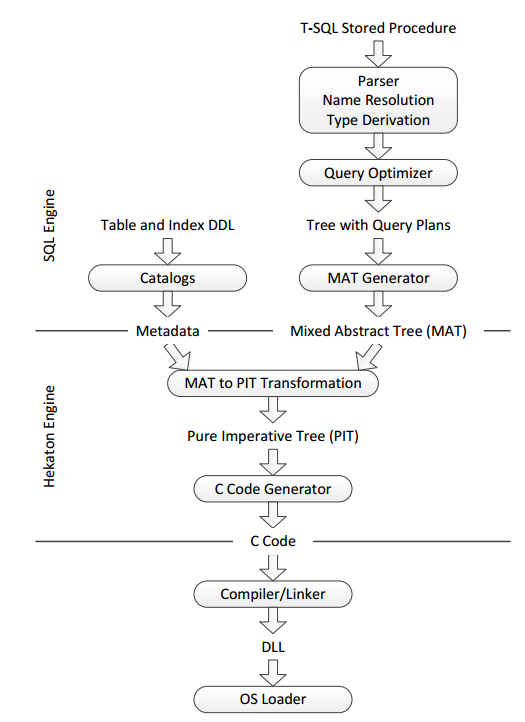 T-SQL Stored Procedure
Parser
Name Resolution
Type Derivation
Query Optimizer
SQL Engine
Table and Index DDL
Tree with Query Plans
Catalogs
MAT Generator
Metadata
Mixed Abstract Tree (MAT)
MAT to PIT Transformation
Hekaton Engine
Pure Imperative Tree (PIT)
C Code Generator
C Code
Compiler/Linker
DLL
OS Loader